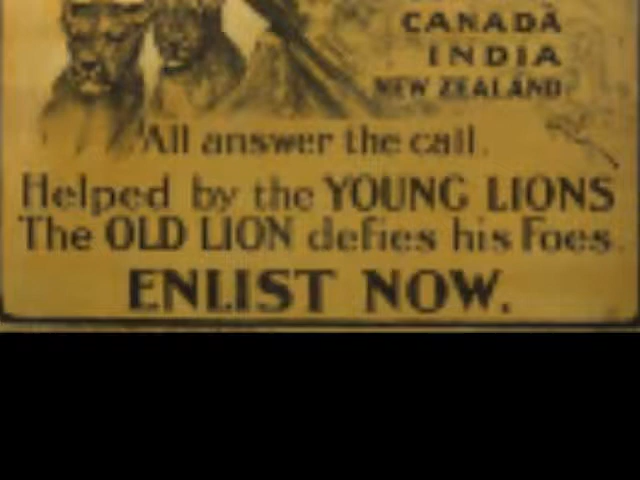 CANADA
INDIA
NEW ZEALAND
All answer the call.
Helped by the YOUNG LIONS
The OLD LION defies his Foes.
ENLIST NOW.